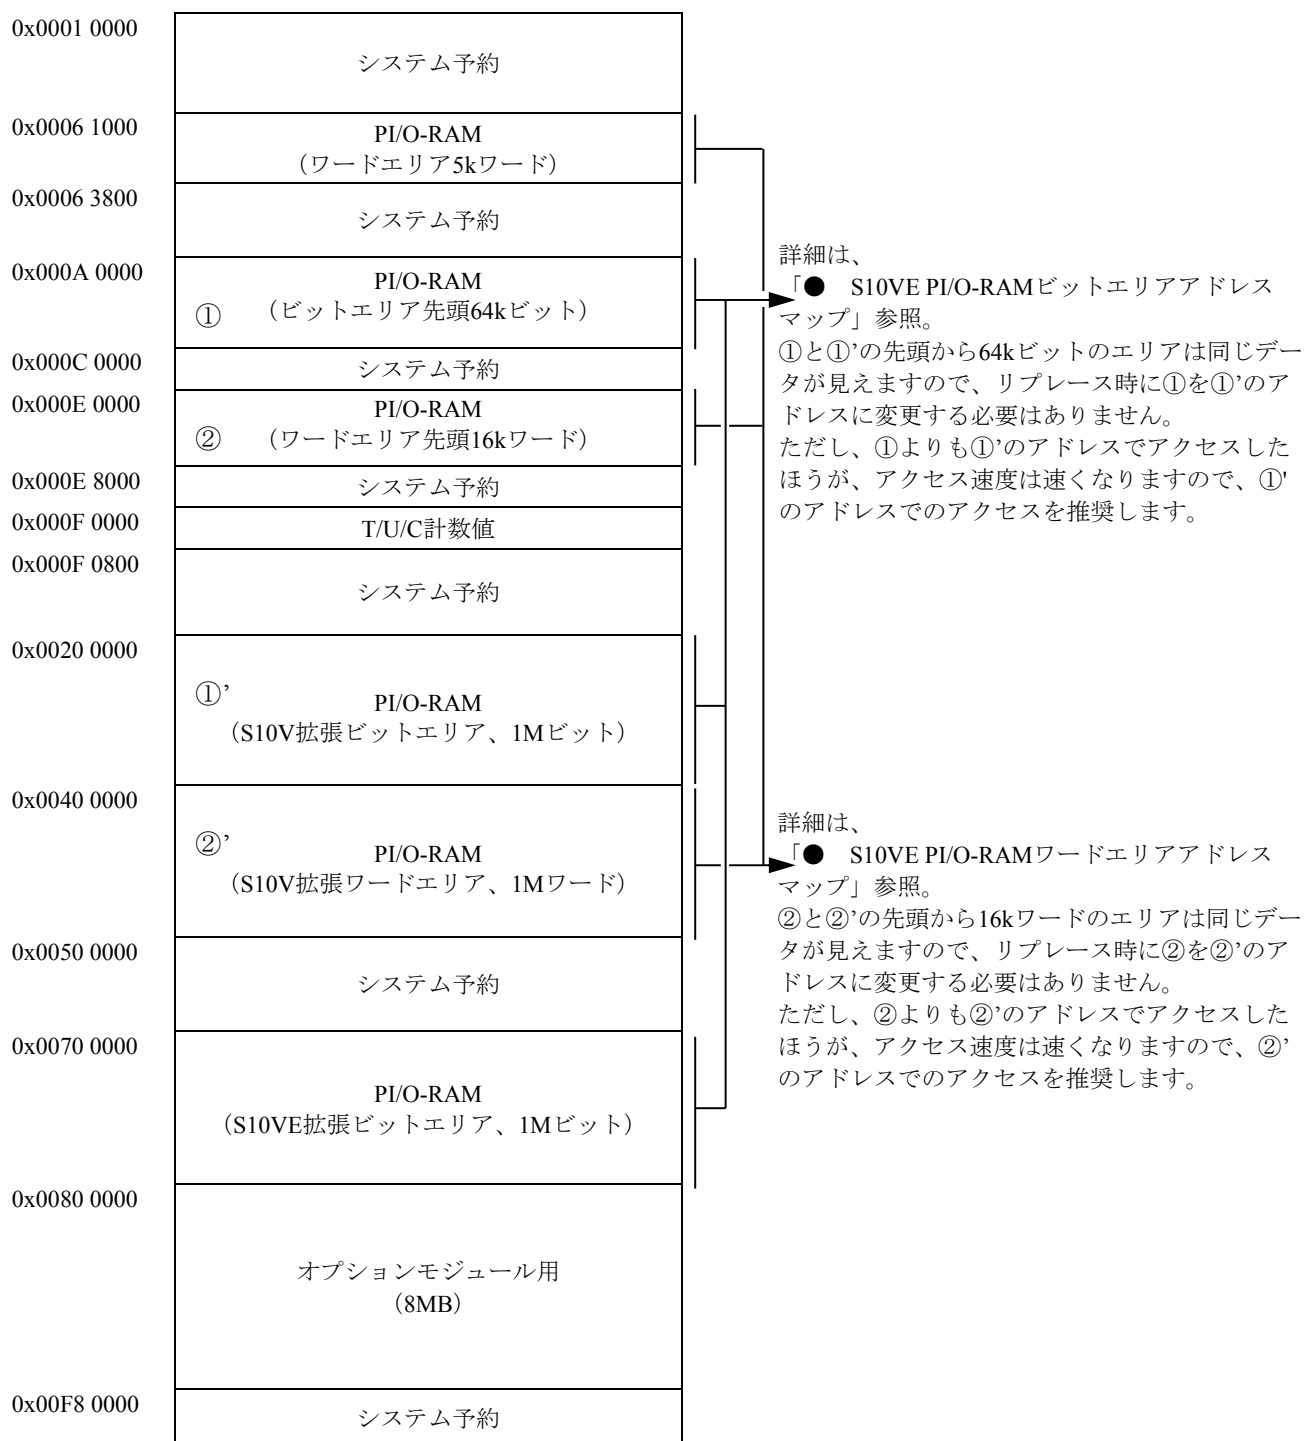 0x0001 0000
システム予約
0x0006 1000
PI/O-RAM
（ワードエリア5kワード）
0x0006 3800
システム予約
0x000A 0000
PI/O-RAM
① （ビットエリア先頭64kビット）
0x000C 0000
システム予約
0x000E 0000
PI/O-RAM
② （ワードエリア先頭16kワード）
0x000E 8000
システム予約
0x000F 0000
T/U/C計数値
0x000F 0800
システム予約
0x0020 0000
①’
PI/O-RAM
（S10V拡張ビットエリア、1Mビット）
0x0040 0000
②’
PI/O-RAM
（S10V拡張ワードエリア、1Mワード）
0x0050 0000
システム予約
0x0070 0000
PI/O-RAM
（S10VE拡張ビットエリア、1Mビット）
0x0080 0000
オプションモジュール用
（8MB）
0x00F8 0000
システム予約
詳細は、
「● S10VE PI/O-RAMビットエリアアドレス
マップ」参照。
①と①’の先頭から64kビットのエリアは同じデー
タが見えますので、リプレース時に①を①’のア
ドレスに変更する必要はありません。
ただし、①よりも①’のアドレスでアクセスした
ほうが、アクセス速度は速くなりますので、①'
のアドレスでのアクセスを推奨します。
詳細は、
「● S10VE PI/O-RAMワードエリアアドレス
マップ」参照。
②と②’の先頭から16kワードのエリアは同じデー
タが見えますので、リプレース時に②を②’のア
ドレスに変更する必要はありません。
ただし、②よりも②’のアドレスでアクセスした
ほうが、アクセス速度は速くなりますので、②’
のアドレスでのアクセスを推奨します。